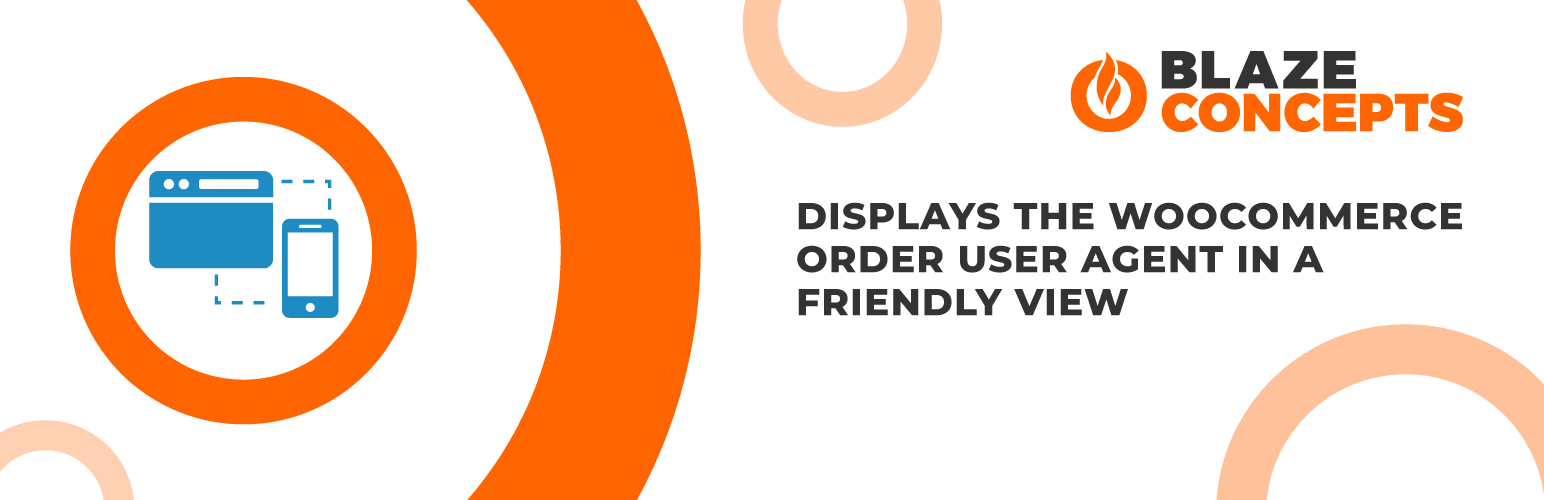 BLAZE
CONCEPTS
DISPLAYS THE WOOCOMMERCE
ORDER USER AGENT IN A
FRIENDLY VIEW